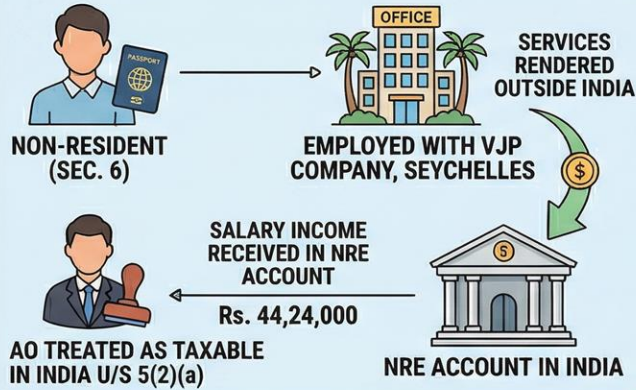 PASSPORT
NON-RESIDENT
(SEC. 6)
OFFICE
EMPLOYED WITH VJP
COMPANY, SEYCHELLES
SERVICES
RENDERED
OUTSIDE INDIA
$
5
NRE ACCOUNT IN INDIA
SALARY INCOME
RECEIVED IN NRE
ACCOUNT
Rs. 44,24,000
AO TREATED AS TAXABLE
IN INDIA U/S 5(2)(a)